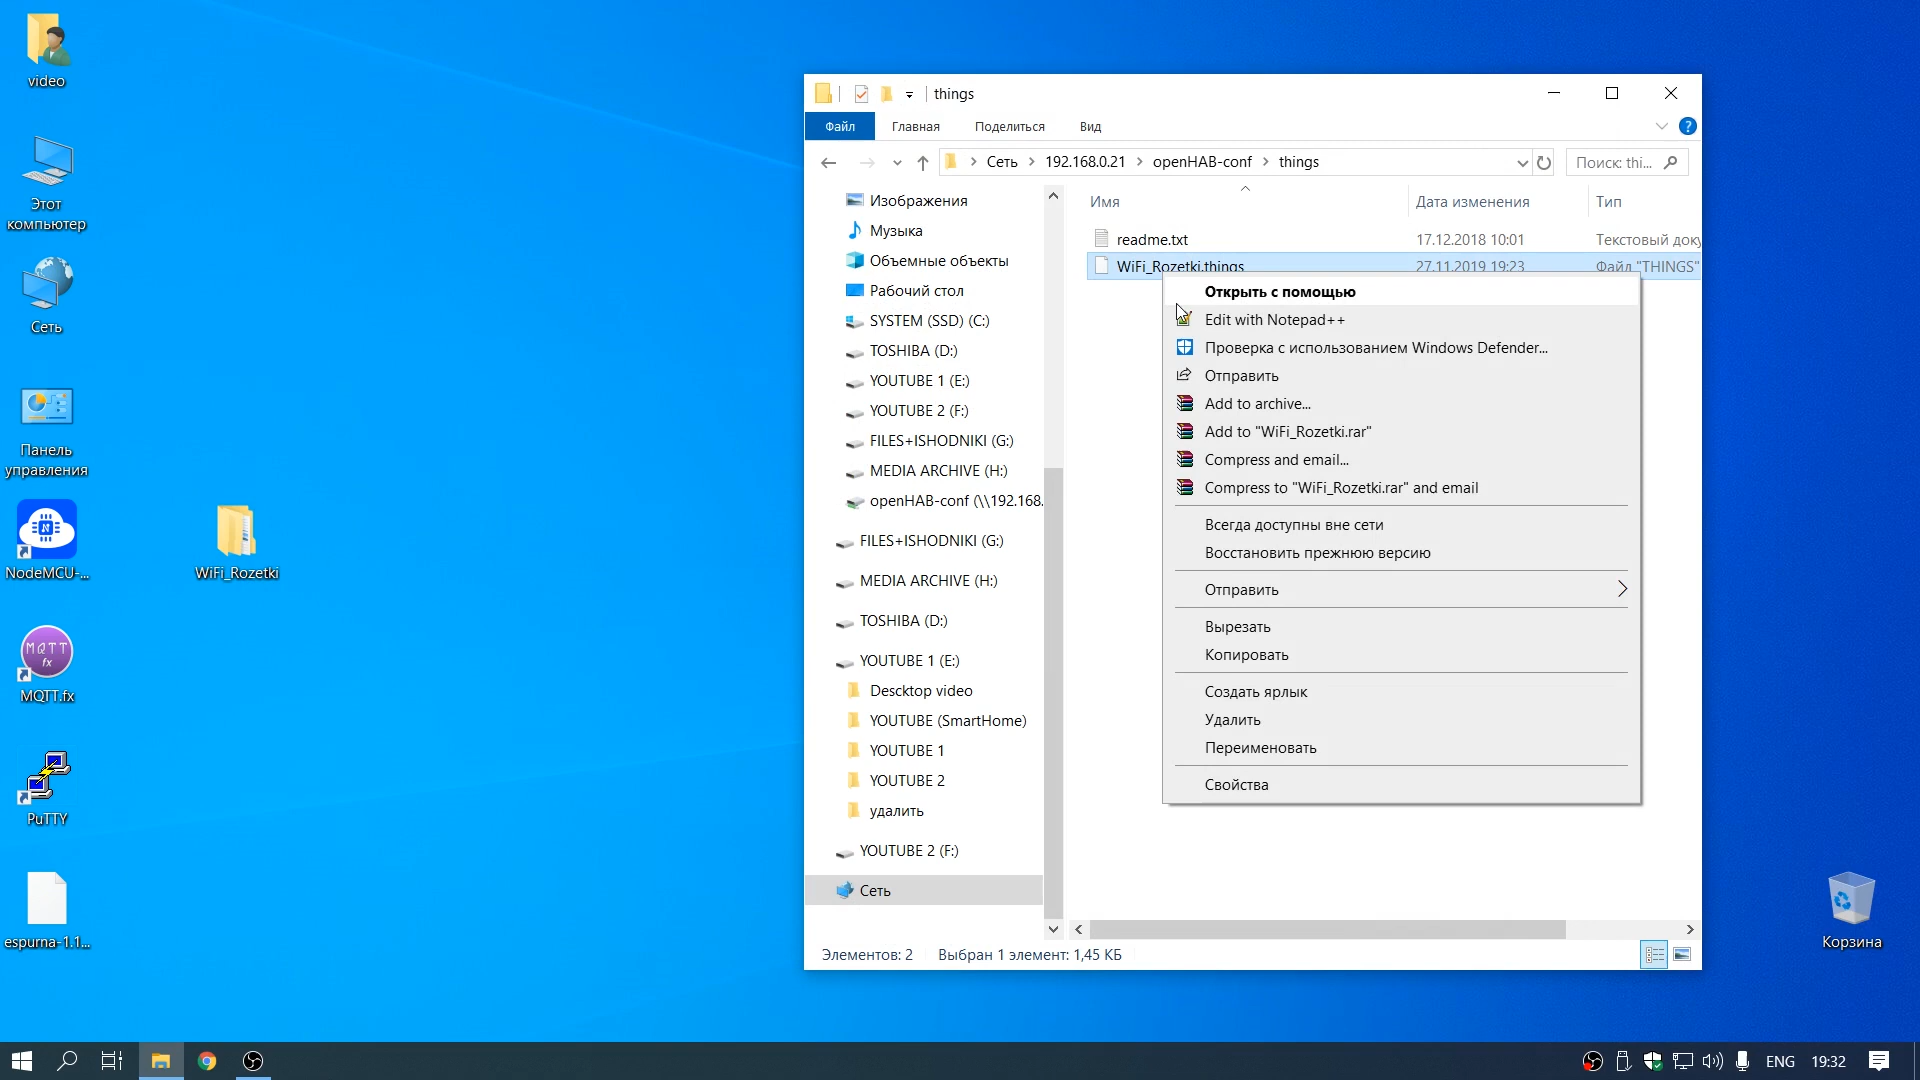 video
Этот
компьютер
Сеть
Панель
управления
NodeMCU-...
WiFi_Rozetki
MQTT
fx
MQTT.fx
PuTTY
espurna-1.1...
Корзина
things
Файл
Главная
Поделиться
Вид
Сеть
192.168.0.21
openHAB-conf
things
Поиск: thi...
Изображения
Музыка
Объемные объекты
Рабочий стол
SYSTEM (SSD) (C:)
TOSHIBA (D:)
YOUTUBE 1 (E:)
YOUTUBE 2 (F:)
FILES+ISHODNIKI (G:)
MEDIA ARCHIVE (H:)
openHAB-conf (\\192.168.
FILES+ISHODNIKI (G:)
MEDIA ARCHIVE (H:)
TOSHIBA (D:)
YOUTUBE 1 (E:)
Descktop video
YOUTUBE (SmartHome)
YOUTUBE 1
YOUTUBE 2
удалить
YOUTUBE 2 (F:)
Сеть
Имя Дата изменения Тип
readme.txt 17.12.2018 10:01 Текстовый доку
WiFi_Rozetki.things 27.11.2019 19:23 Файл "THINGS"
Открыть с помощью
Edit with Notepad++
Проверка с использованием Windows Defender...
Отправить
Add to archive...
Add to "WiFi_Rozetki.rar"
Compress and email...
Compress to "WiFi_Rozetki.rar" and email
Всегда доступны вне сети
Восстановить прежнюю версию
Отправить
Вырезать
Копировать
Создать ярлык
Удалить
Переименовать
Свойства
Элементов: 2 Выбран 1 элемент: 1,45 КБ
ENG 19:32